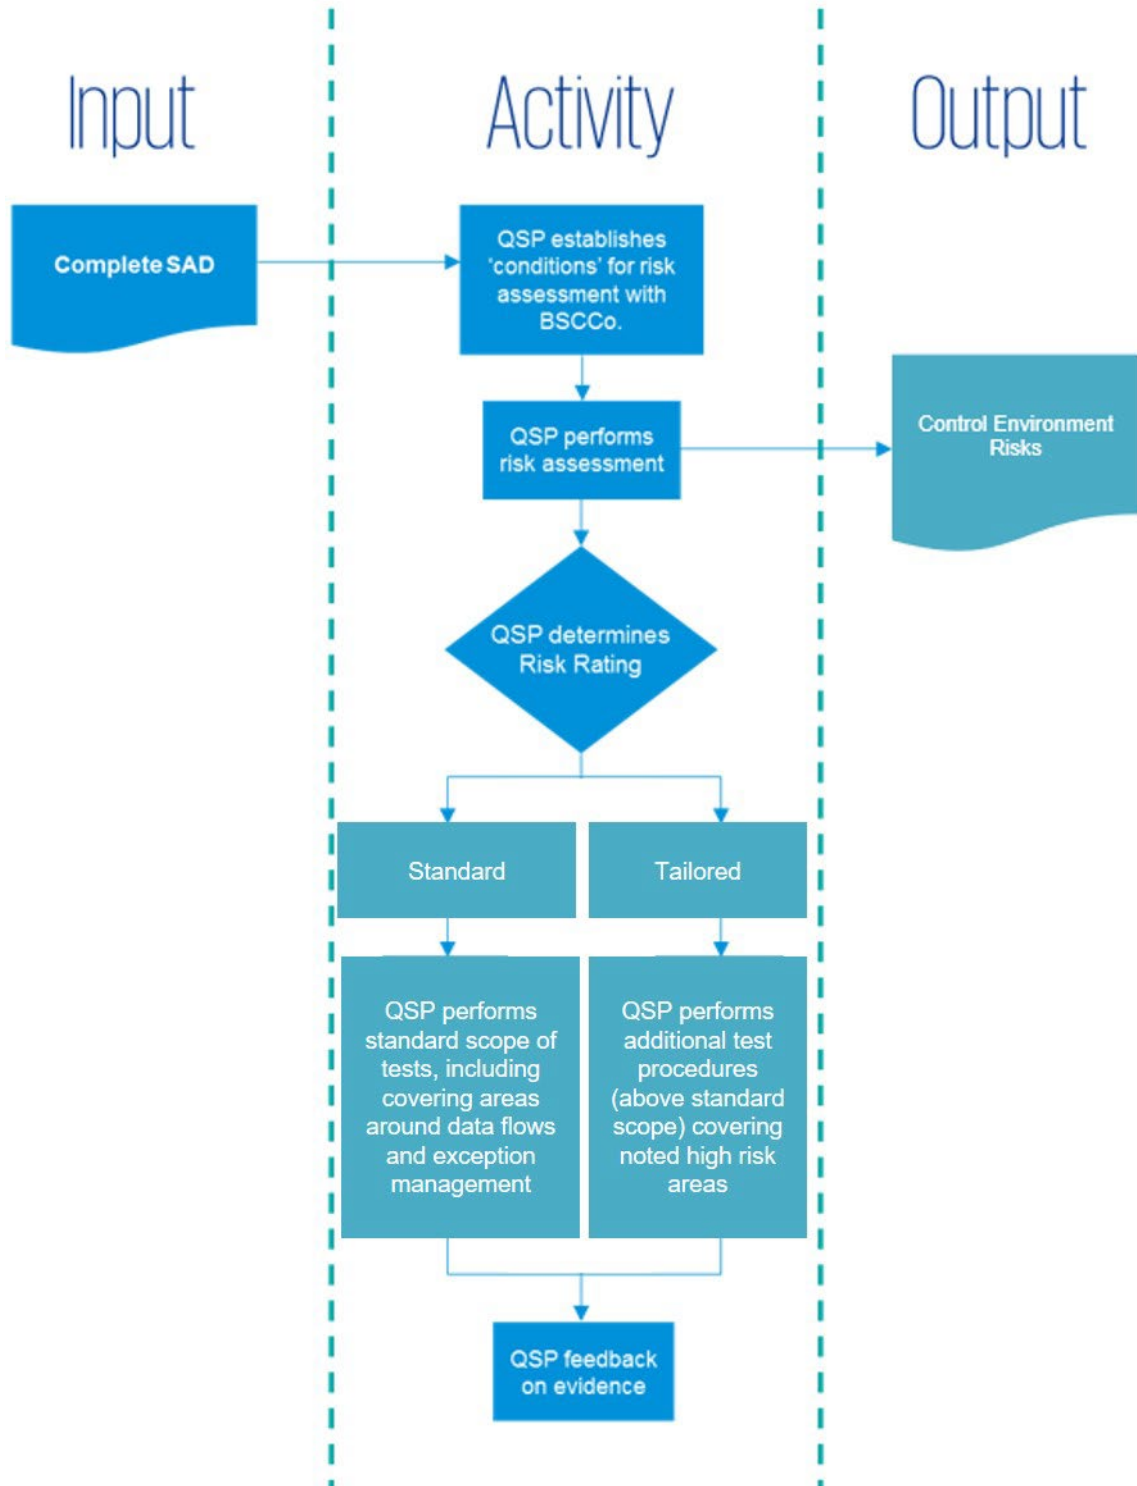 Input
Activity
Output
Complete SAD
QSP establishes
'conditions' for risk
assessment with
BSCCo.
QSP performs
risk assessment
Control Environment
Risks
QSP determines
Risk Rating
Standard
Tailored
QSP performs
standard scope of
tests, including
covering areas
around data flows
and exception
management
QSP performs
additional test
procedures
(above standard
scope) covering
noted high risk
areas
QSP feedback
on evidence